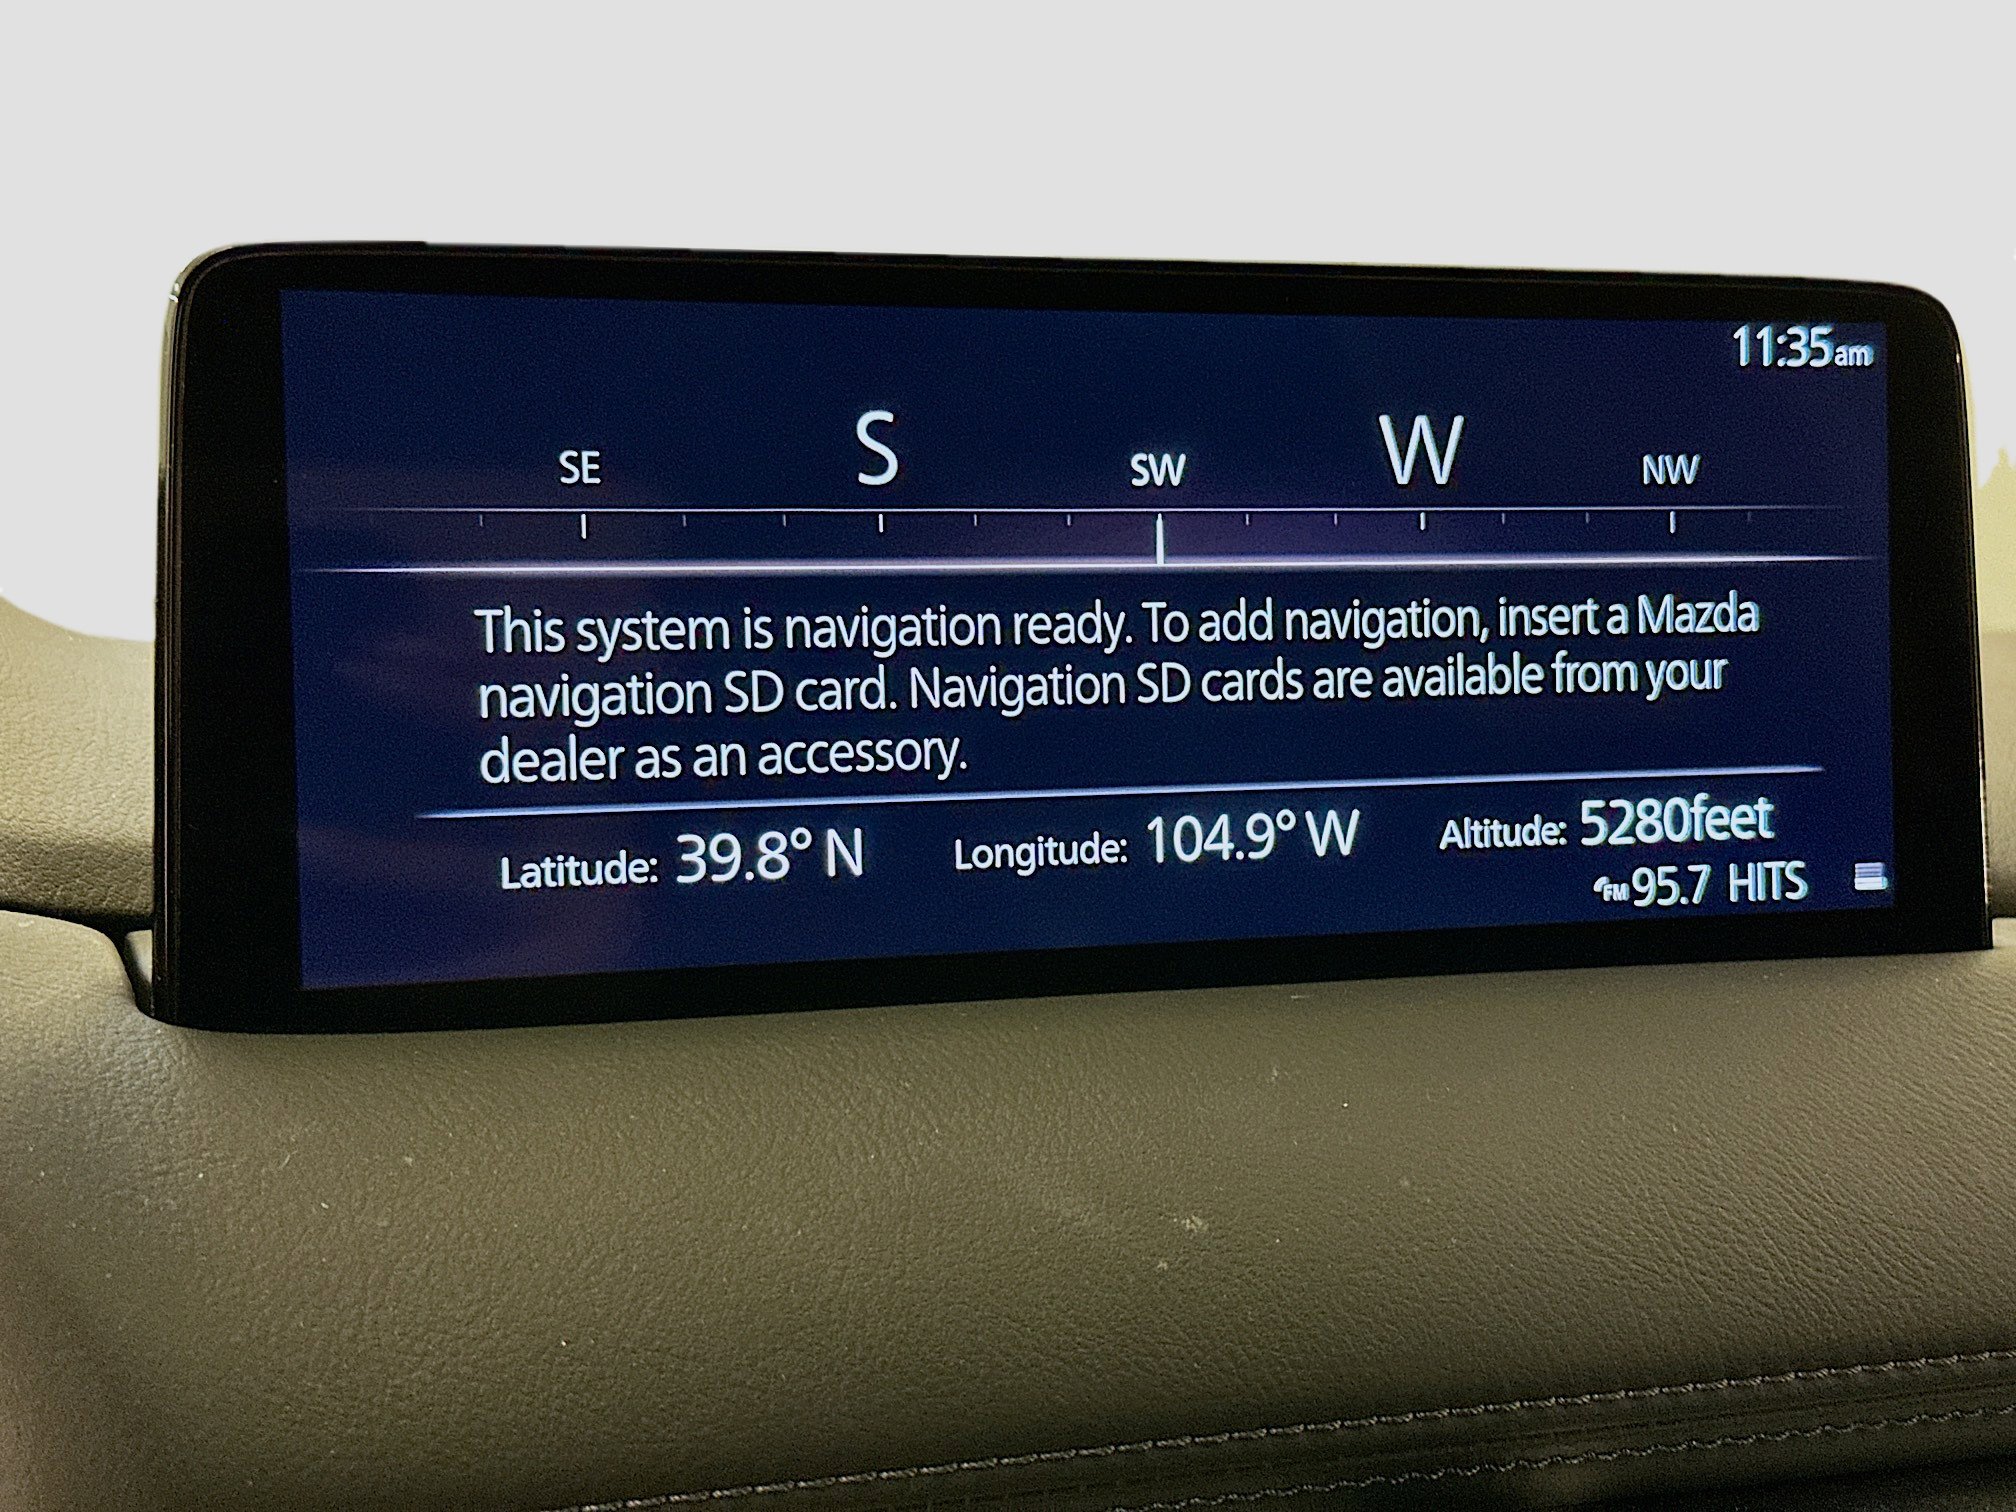 11:35am
SE S SW W NW
This system is navigation ready. To add navigation, insert a Mazda
navigation SD card. Navigation SD cards are available from your
dealer as an accessory.
Latitude: 39.8° N Longitude: 104.9° W Altitude: 5280feet
FM 95.7 HITS